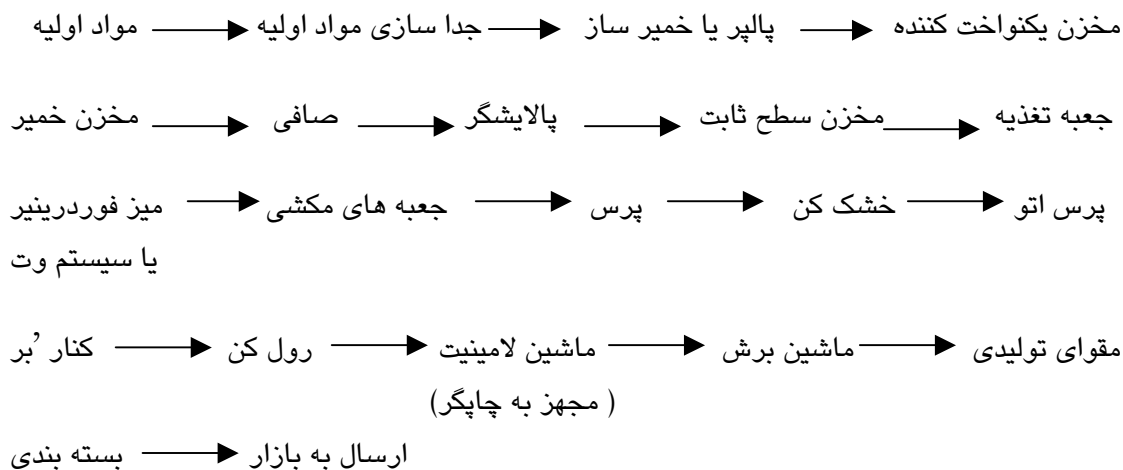 مخزن یکنواخت کننده پالپر یا خمیر ساز جدا سازی مواد اولیه مواد اولیه
جعبه تغذیه مخزن سطح ثابت پالایشگر صافی مخزن خمیر
پرس اتو خشک کن پرس جعبه های مکشی میز فوردرینیر
یا سیستم وت
مقوای تولیدی ماشین برش ماشین لامینیت رول کن کنار ’بر
( مجهز به چاپگر)
ارسال به بازار بسته بندی